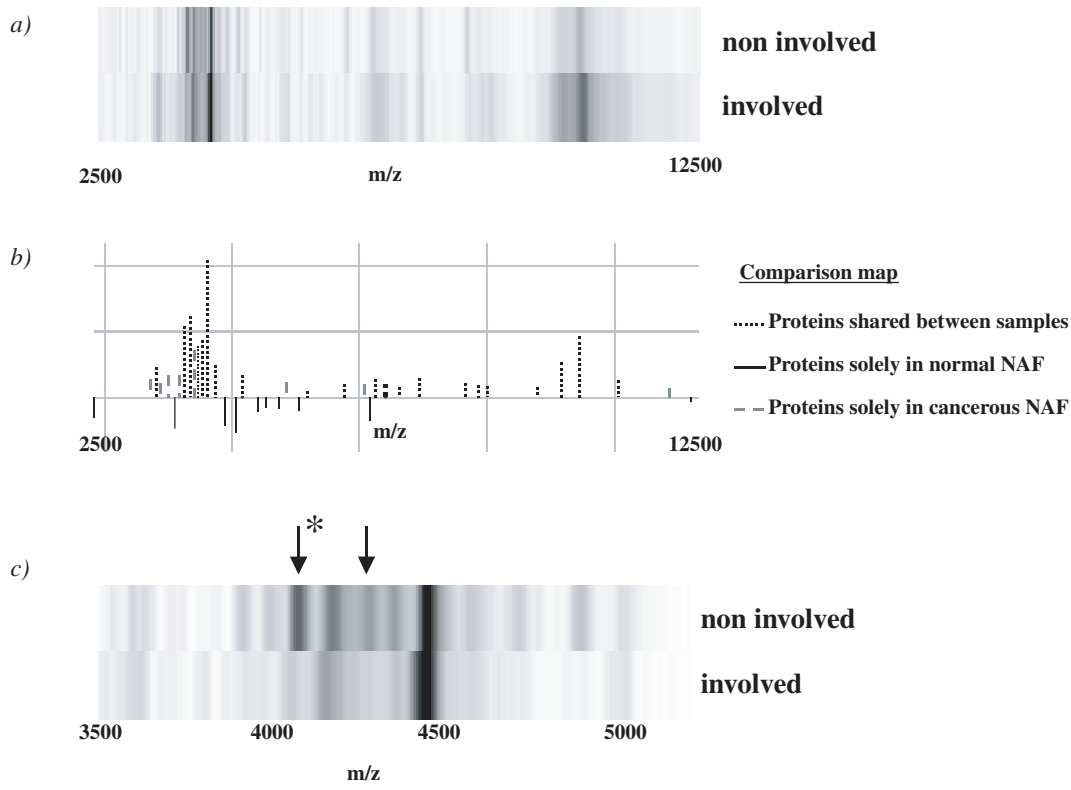 a)
non involved
involved
2500 m/z 12500
b)
Comparison map
Proteins shared between samples
Proteins solely in normal NAF
Proteins solely in cancerous NAF
2500 m/z 12500
*
c)
non involved
involved
3500 4000 4500 5000
m/z